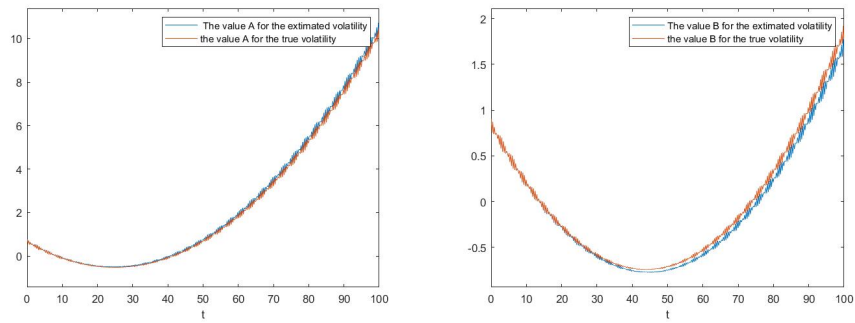 The value A for the extimated volatility
the value A for the true volatility
10
8
6
4
2
0
0 10 20 30 40 50 60 70 80 90 100
t
The value B for the extimated volatility
the value B for the true volatility
2
1.5
1
0.5
0
-0.5
0 10 20 30 40 50 60 70 80 90 100
t